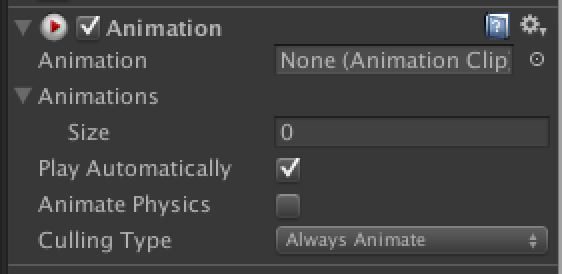 Animation
Animation None (Animation Clip)
Animations
Size 0
Play Automatically
Animate Physics
Culling Type Always Animate